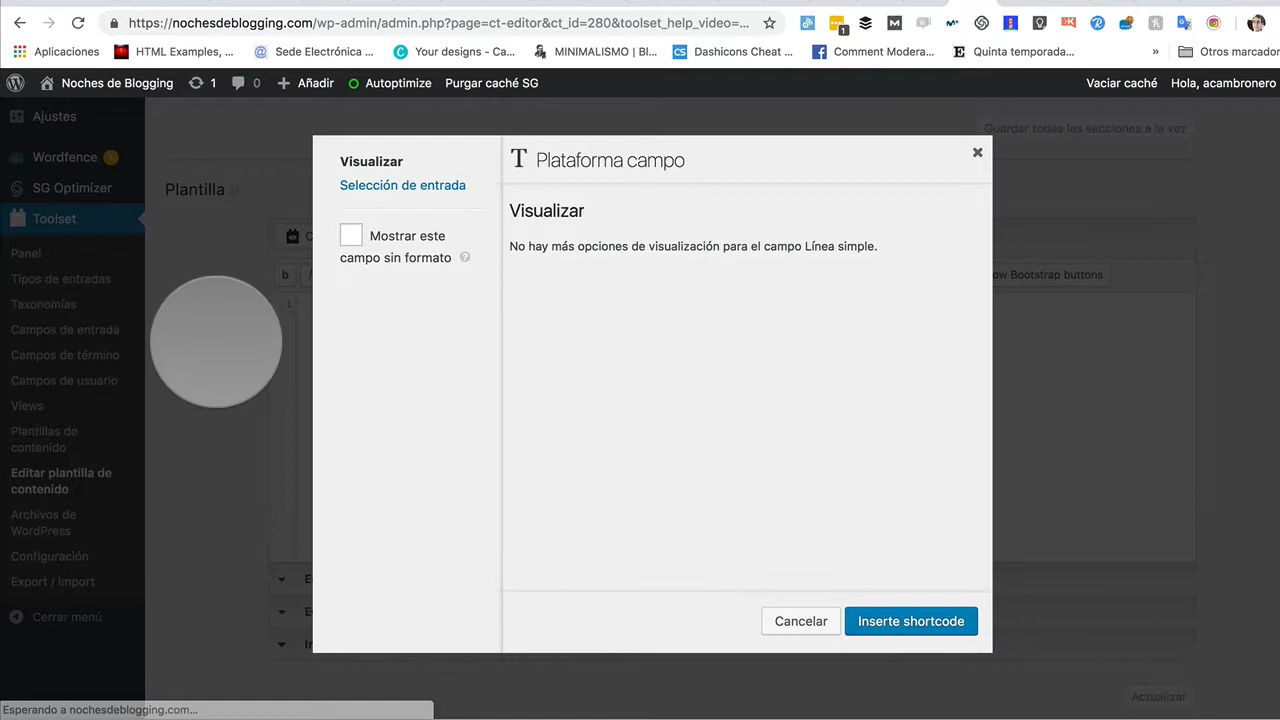 https://nochesdeblogging.com/wp-admin/admin.php?page=ct-editor&ct_id=280&toolset_help_video=...
1
Aplicaciones
HTML Examples, ...
Sede Electrónica ...
Your designs - Ca...
MINIMALISMO | Bl...
CS
Dashicons Cheat ...
Comment Modera...
Quinta temporada...
»
Otros marcador
Noches de Blogging
1
0
Añadir
Autoptimize
Purgar caché SG
Vaciar caché
Hola, acambronero
Ajustes
Wordfence
SG Optimizer
Toolset
Panel
Tipos de entradas
Taxonomías
Campos de entrada
Campos de término
Campos de usuario
Views
Plantillas de
contenido
Editar plantilla de
contenido
Archivos de
WordPress
Configuración
Export / Import
Cerrar menú
Guardar todas las secciones a la vez
Plantilla
b
ow Bootstrap buttons
1
Visualizar
Selección de entrada
Mostrar este
campo sin formato
T Plataforma campo
Visualizar
No hay más opciones de visualización para el campo Línea simple.
Cancelar
Inserte shortcode
Actualizar
Esperando a nochesdeblogging.com...